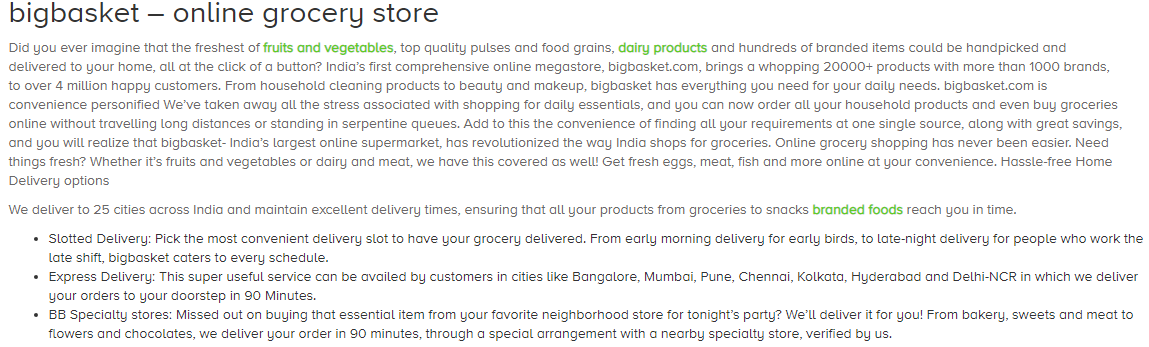 bigbasket – online grocery store
Did you ever imagine that the freshest of fruits and vegetables, top quality pulses and food grains, dairy products and hundreds of branded items could be handpicked and
delivered to your home, all at the click of a button? India's first comprehensive online megastore, bigbasket.com, brings a whopping 20000+ products with more than 1000 brands,
to over 4 million happy customers. From household cleaning products to beauty and makeup, bigbasket has everything you need for your daily needs. bigbasket.com is
convenience personified We've taken away all the stress associated with shopping for daily essentials, and you can now order all your household products and even buy groceries
online without travelling long distances or standing in serpentine queues. Add to this the convenience of finding all your requirements at one single source, along with great savings,
and you will realize that bigbasket- India's largest online supermarket, has revolutionized the way India shops for groceries. Online grocery shopping has never been easier. Need
things fresh? Whether it's fruits and vegetables or dairy and meat, we have this covered as well! Get fresh eggs, meat, fish and more online at your convenience. Hassle-free Home
Delivery options
We deliver to 25 cities across India and maintain excellent delivery times, ensuring that all your products from groceries to snacks branded foods reach you in time.
• Slotted Delivery: Pick the most convenient delivery slot to have your grocery delivered. From early morning delivery for early birds, to late-night delivery for people who work the
late shift, bigbasket caters to every schedule.
• Express Delivery: This super useful service can be availed by customers in cities like Bangalore, Mumbai, Pune, Chennai, Kolkata, Hyderabad and Delhi-NCR in which we deliver
your orders to your doorstep in 90 Minutes.
• BB Specialty stores: Missed out on buying that essential item from your favorite neighborhood store for tonight's party? We'll deliver it for you! From bakery, sweets and meat to
flowers and chocolates, we deliver your order in 90 minutes, through a special arrangement with a nearby specialty store, verified by us.